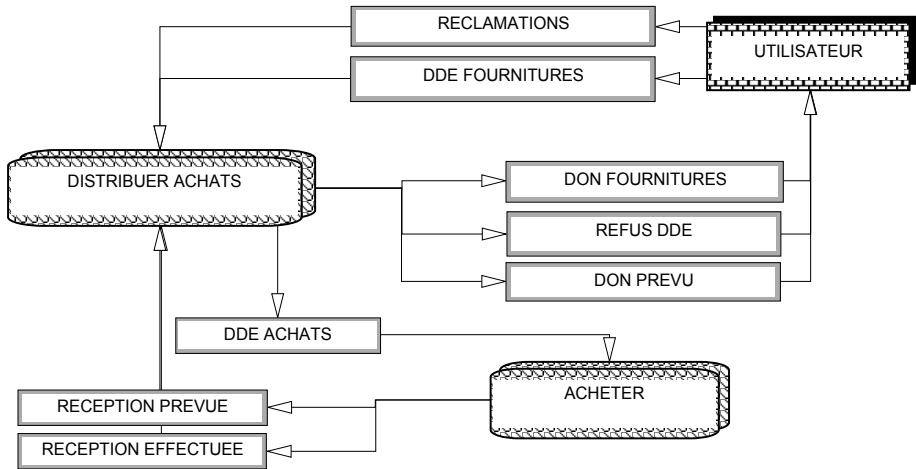 RECLAMATIONS
UTILISATEUR
DDE FOURNITURES
DISTRIBUER ACHATS
DON FOURNITURES
REFUS DDE
DON PREVU
DDE ACHATS
ACHETER
RECEPTION PREVUE
RECEPTION EFFECTUEE